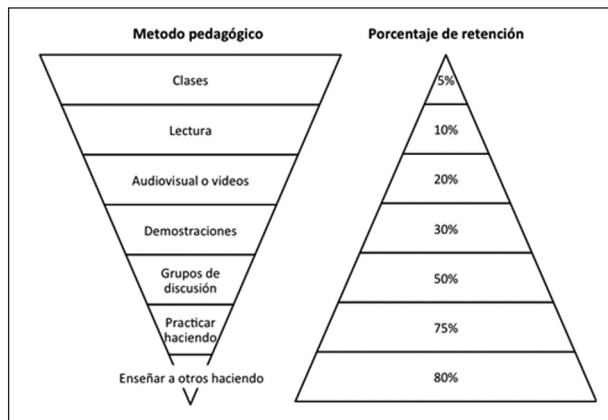 Metodo pedagógico
Porcentaje de retención
Clases
5%
Lectura
10%
Audiovisual o videos
20%
Demostraciones
30%
Grupos de
discusión
50%
Practicar
haciendo
75%
Enseñar a otros haciendo
80%